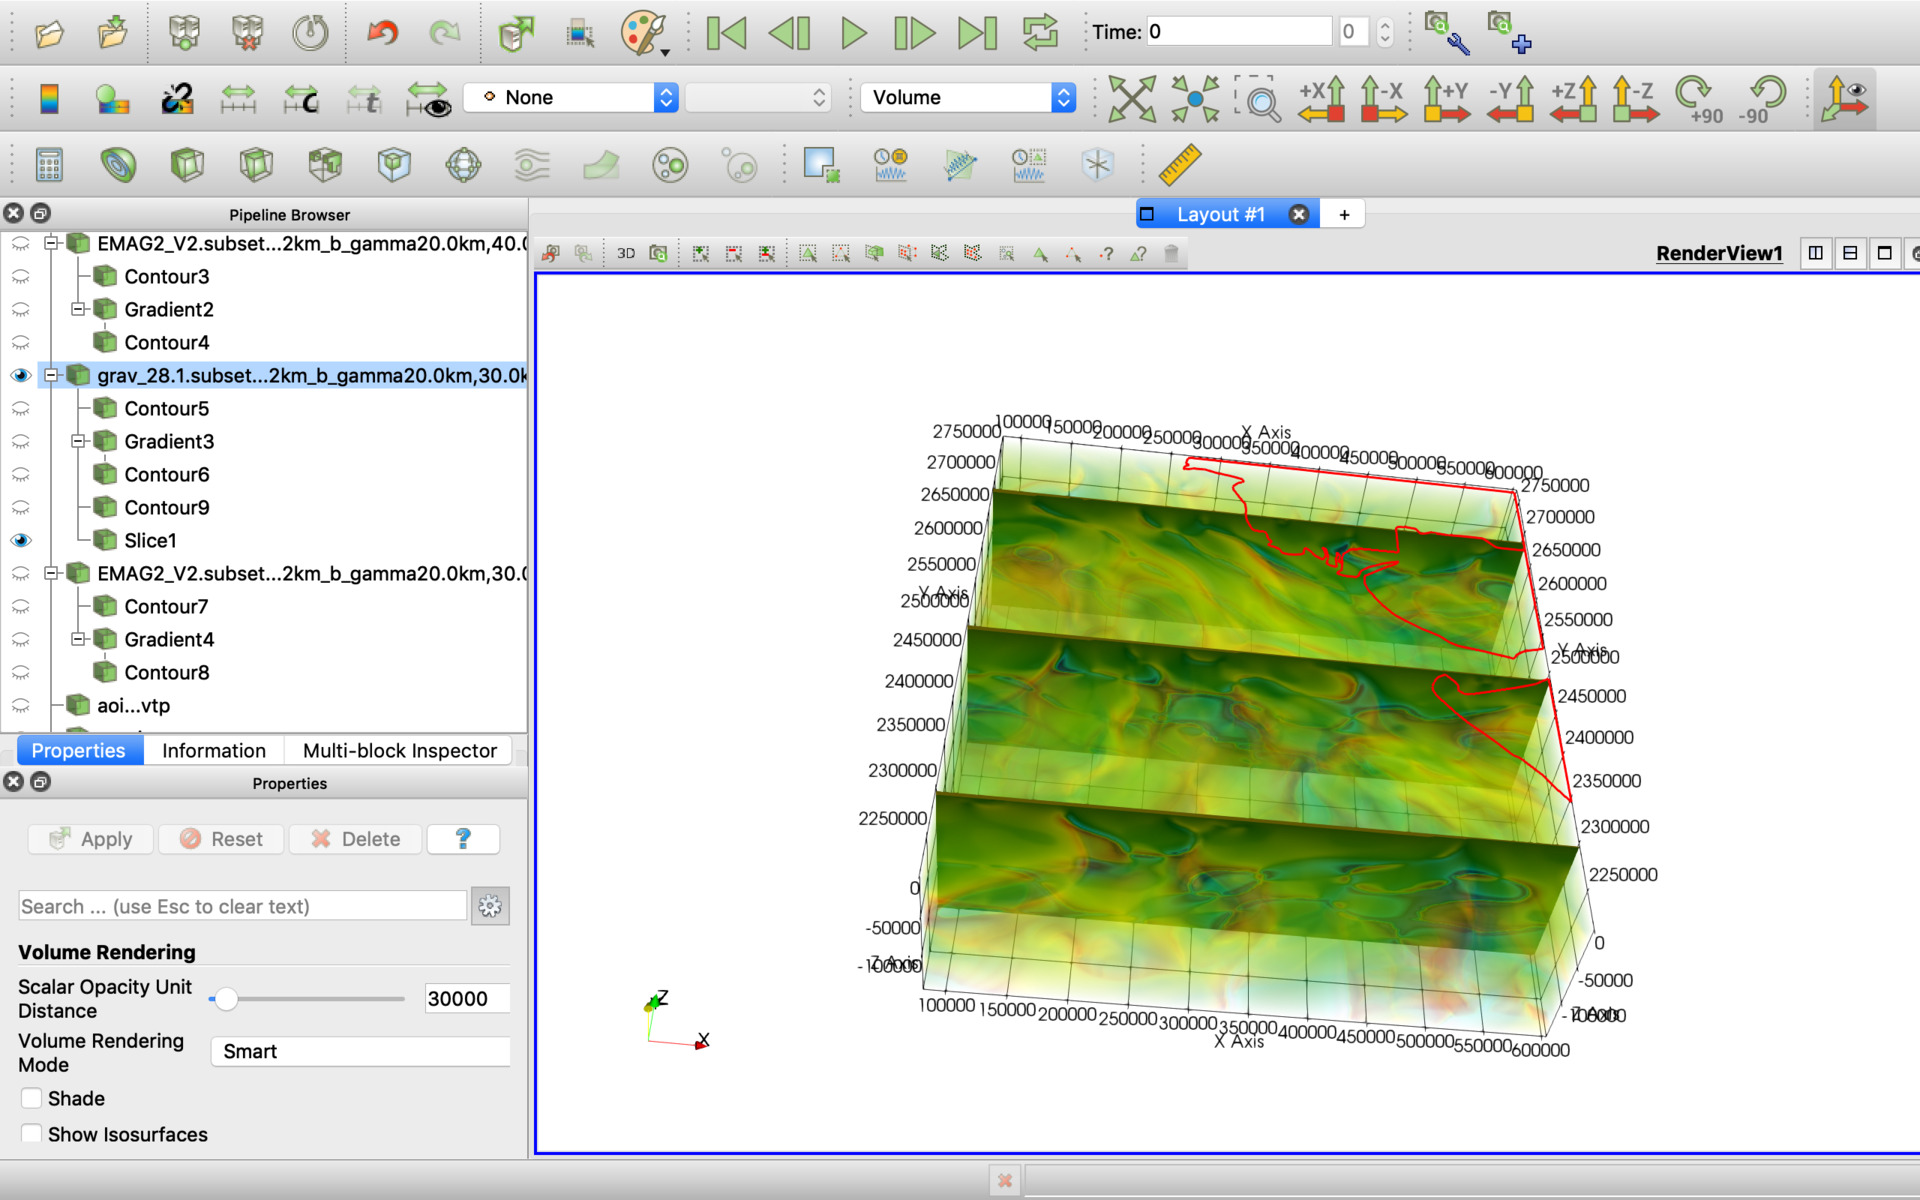 Time: 0 0
None Volume +X -X +Y -Y +Z -Z +90 -90
Pipeline Browser
Layout #1 +
EMAG2_V2.subset...2km_b_gamma20.0km,40.0
3D
RenderView1
Contour3
Gradient2
Contour4
grav_28.1.subset...2km_b_gamma20.0km,30.0k
Contour5
Gradient3
Contour6
Contour9
Slice1
EMAG2_V2.subset...2km_b_gamma20.0km,30.0
Contour7
Gradient4
Contour8
aoi...vtp
Properties Information Multi-block Inspector
Properties
Apply Reset Delete ?
Search ... (use Esc to clear text)
Volume Rendering
Scalar Opacity Unit
Distance
30000
Volume Rendering
Mode
Smart
Shade
Show Isosurfaces
100000 150000 200000 250000 300000 350000 400000 450000 500000 550000 600000
X Axis
2750000
2700000
2650000
2600000
2550000
2500000
2450000
2400000
2350000
2300000
2250000
Y Axis
0
-50000
-100000
Z Axis
2750000
2700000
2650000
2600000
2550000
2500000
2450000
2400000
2350000
2300000
2250000
Y Axis
0
-50000
-100000
Z Axis
100000 150000 200000 250000 300000 350000 400000 450000 500000 550000 600000
X Axis
Z
X